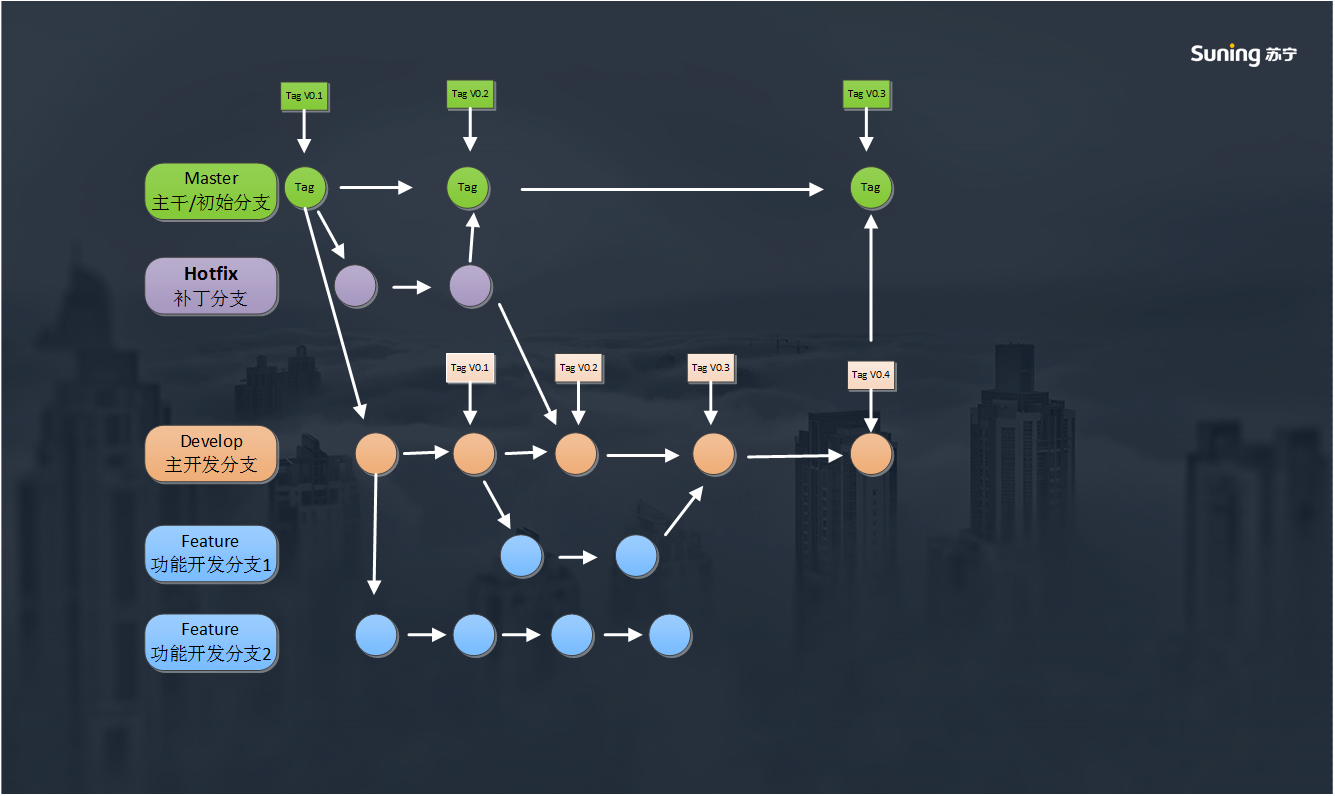 Suning 苏宁
Tag V0.1
Tag V0.2
Tag V0.3
Master
主干/初始分支
Tag
Tag
Tag
Hotfix
补丁分支
Tag V0.1
Tag V0.2
Tag V0.3
Tag V0.4
Develop
主开发分支
Feature
功能开发分支1
Feature
功能开发分支2